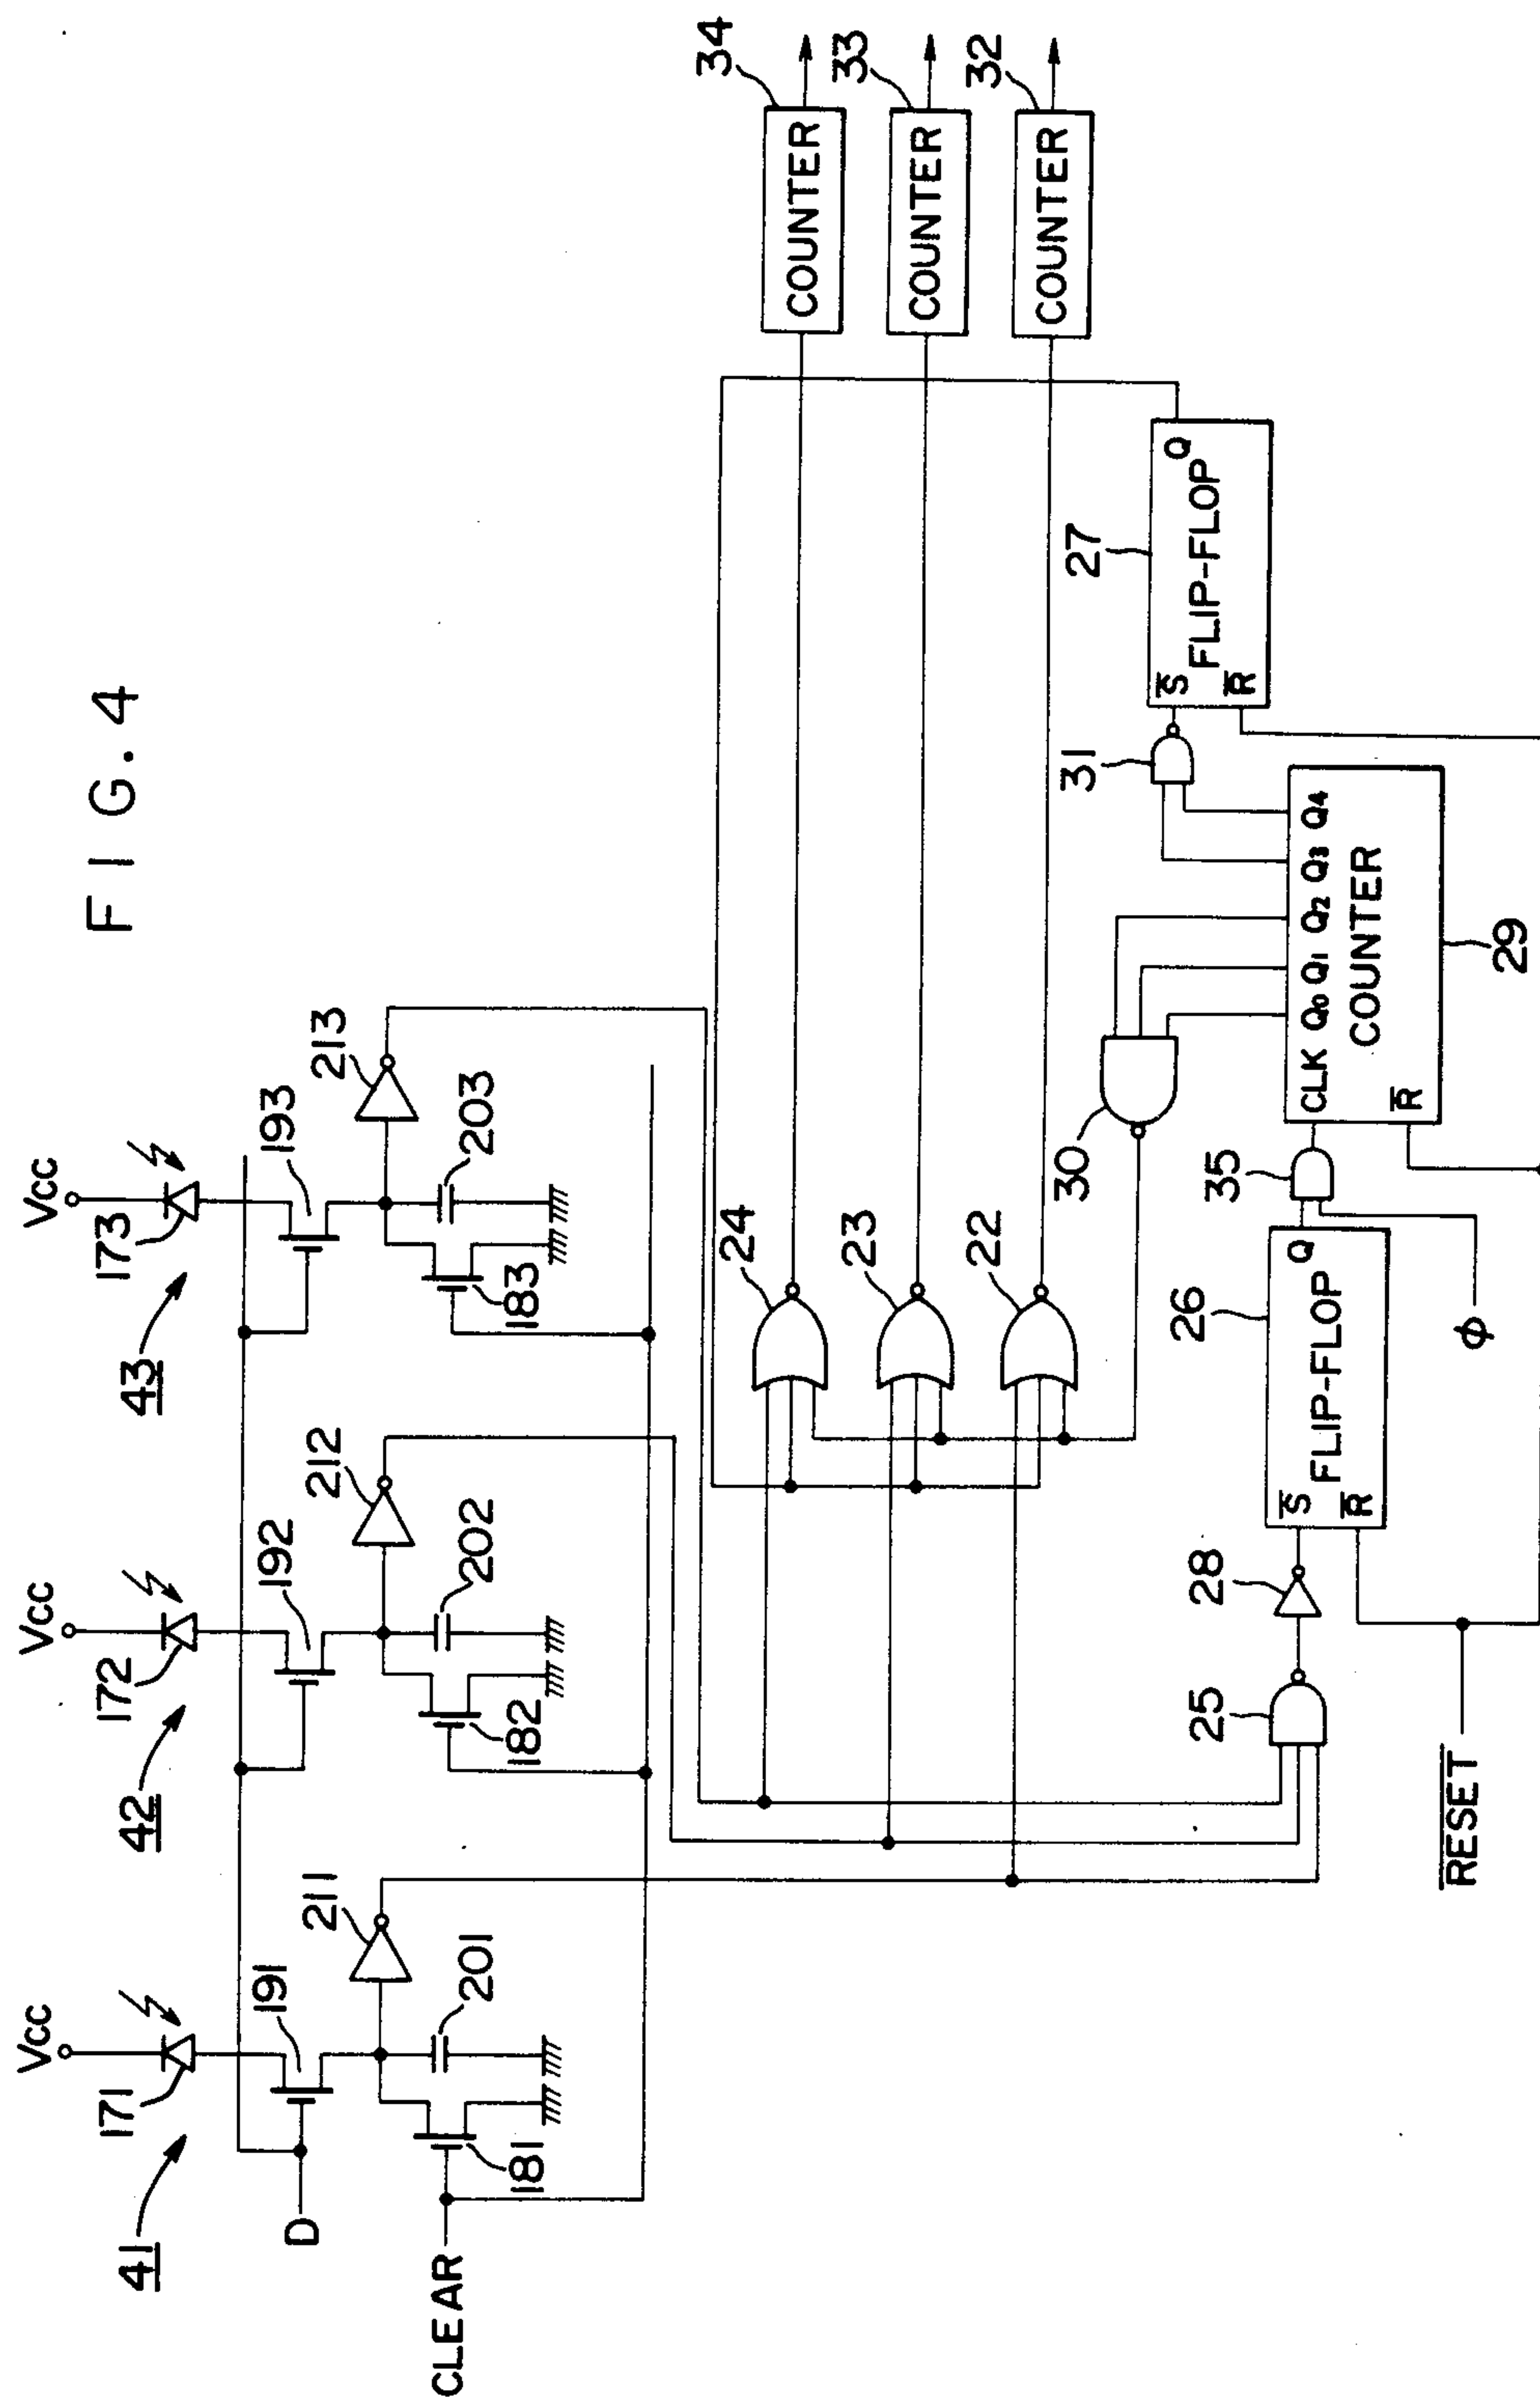 FIG. 4
Vcc
Vcc
Vcc
171
172
173
41
42
43
191
192
193
D
211
212
213
201
202
203
181
182
183
CLEAR
34
COUNTER
33
COUNTER
32
COUNTER
24
23
22
27
Q
FLIP-FLOP
S̅
R̅
31
30
25
28
26
S̅
Q
FLIP-FLOP
R̅
35
CLK Q0 Q1 Q2 Q3 Q4
COUNTER
R̅
29
R̅E̅S̅E̅T̅
Φ